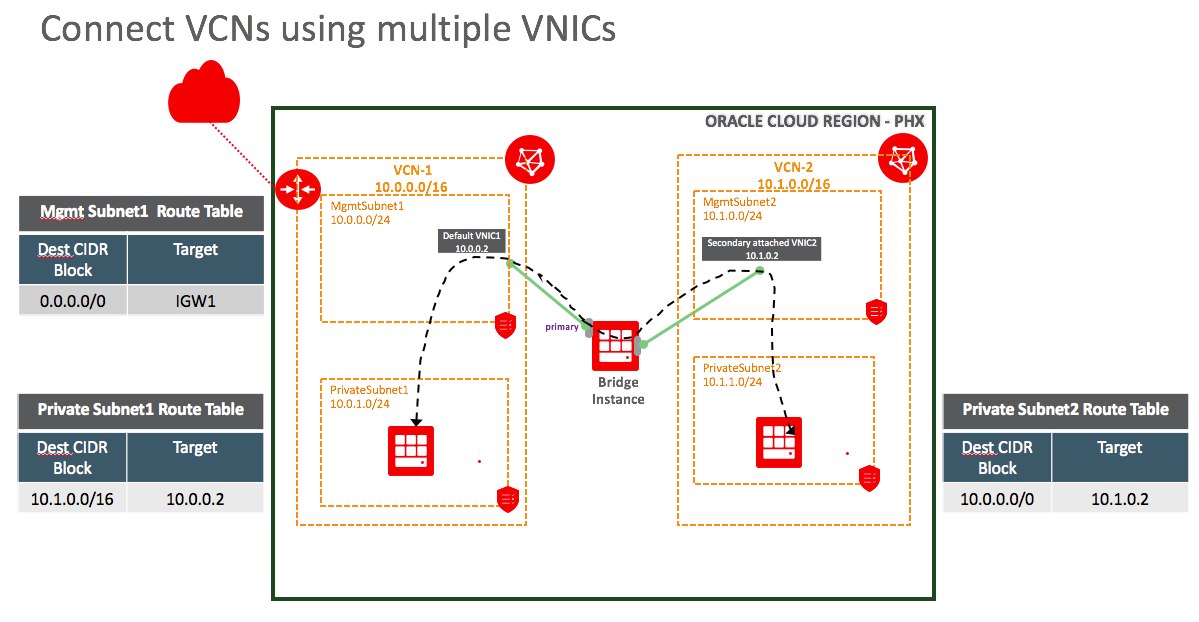 Connect VCNs using multiple VNICs
ORACLE CLOUD REGION - PHX
VCN-1
10.0.0.0/16
MgmtSubnet1
10.0.0.0/24
Default VNIC1
10.0.0.2
primary
Bridge
Instance
PrivateSubnet1
10.0.1.0/24
VCN-2
10.1.0.0/16
MgmtSubnet2
10.1.0.0/24
Secondary attached VNIC2
10.1.0.2
PrivateSubnet2
10.1.1.0/24
Mgmt Subnet1 Route Table
Dest CIDR
Block
Target
0.0.0.0/0
IGW1
Private Subnet1 Route Table
Dest CIDR
Block
Target
10.1.0.0/16
10.0.0.2
Private Subnet2 Route Table
Dest CIDR
Block
Target
10.0.0.0/0
10.1.0.2